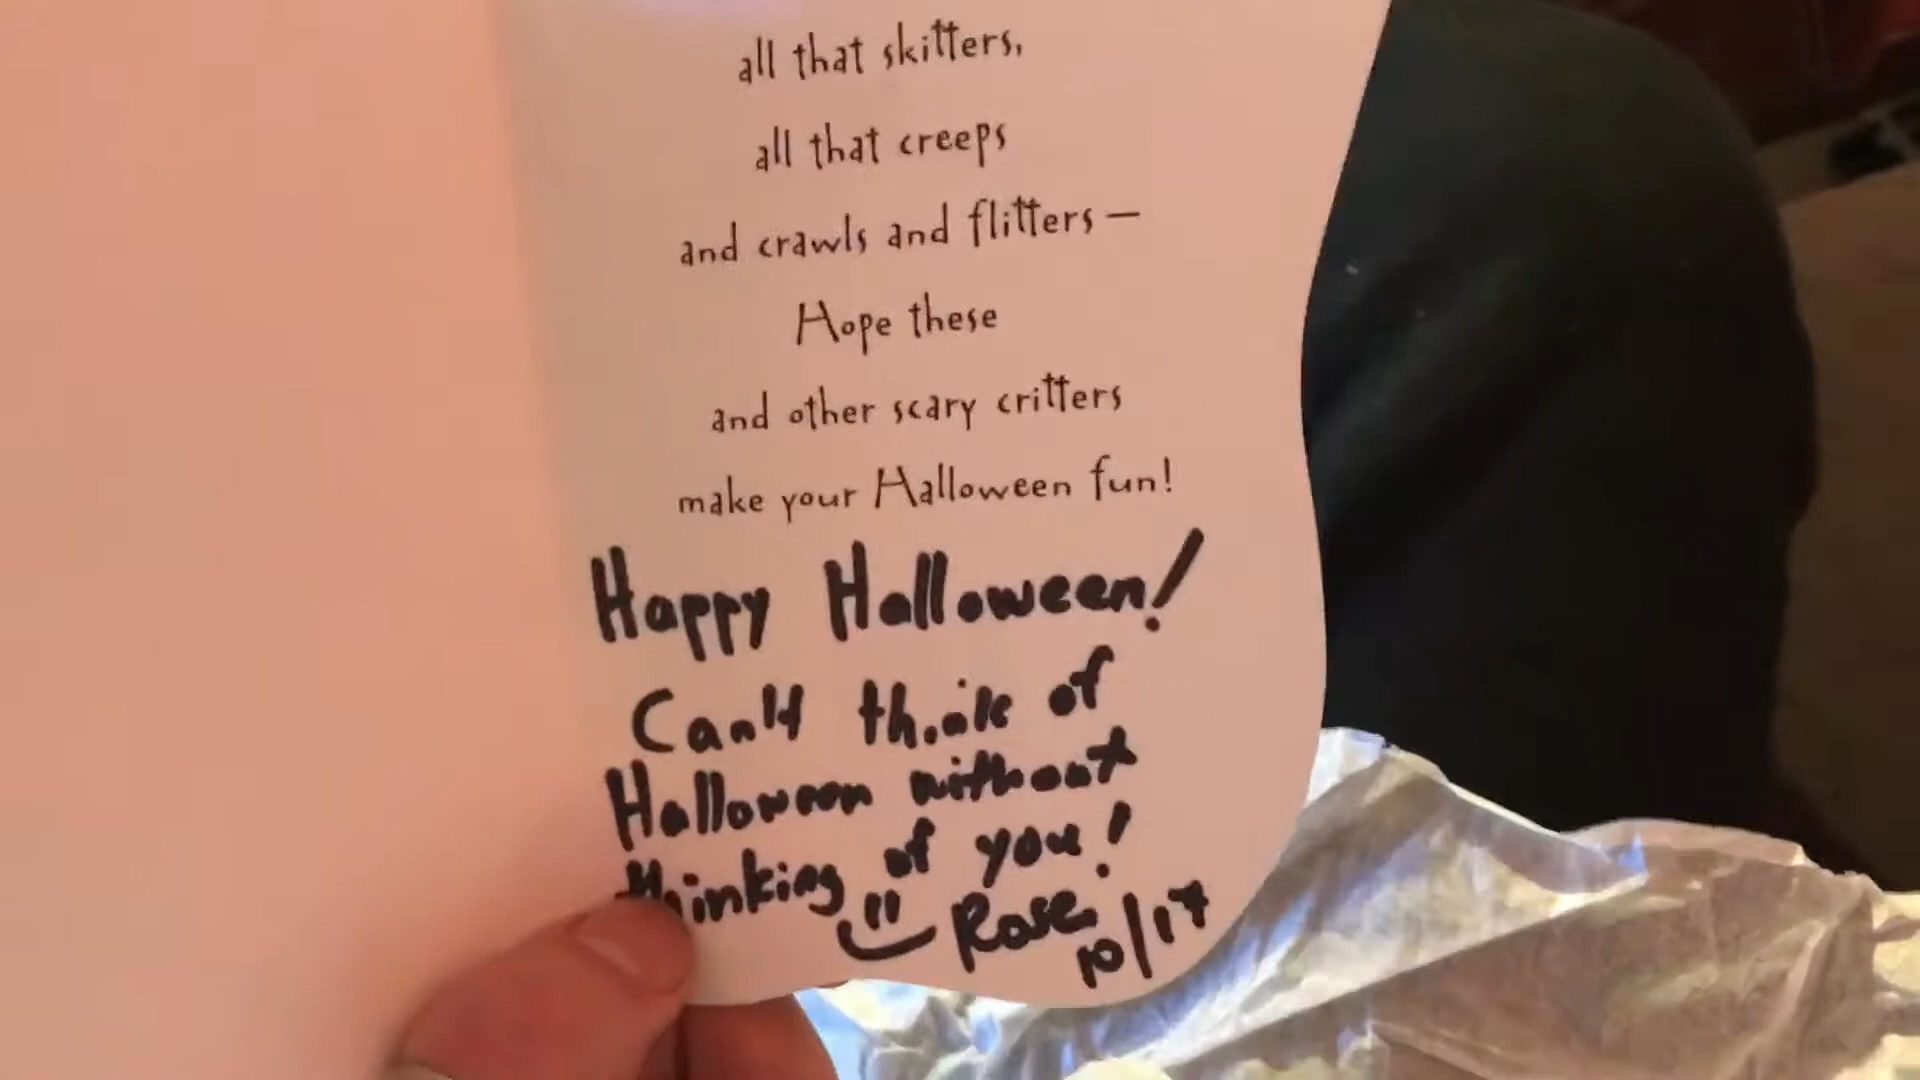 all that skitters,
all that creeps
and crawls and flitters —
Hope these
and other scary critters
make your Halloween fun!
Happy Halloween!
Can't think of
Halloween without
thinking of you!
Rose
10/17